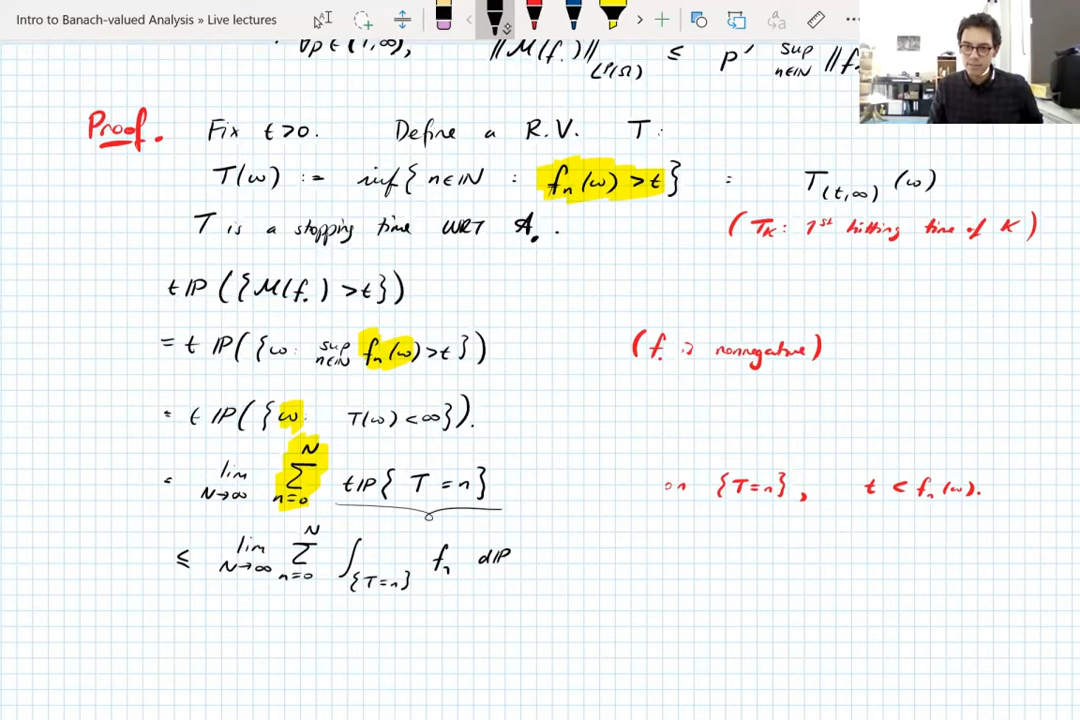 Intro to Banach-valued Analysis » Live lectures
∀p ∈ (1,∞), ‖M(f.)‖_{L^p(Ω)} ≤ p' sup_{n∈ℕ} ‖f
Proof. Fix t>0. Define a R.V. T:
T(ω) := inf{ n∈ℕ : f_n(ω) > t } = T_{(t,∞)}(ω)
T is a stopping time WRT A. . (T_K : 1st hitting time of K)
t ℙ({M(f.) > t})
= t ℙ({ω: sup_{n∈ℕ} f_n(ω) > t}) (f. is nonnegative)
= t ℙ({ω: T(ω) < ∞}).
= lim_{N→∞} Σ_{n=0}^{N} tℙ{ T = n } on {T=n}, t < f_n(ω).
≤ lim_{N→∞} Σ_{n=0}^{N} ∫_{{T=n}} f_n dℙ